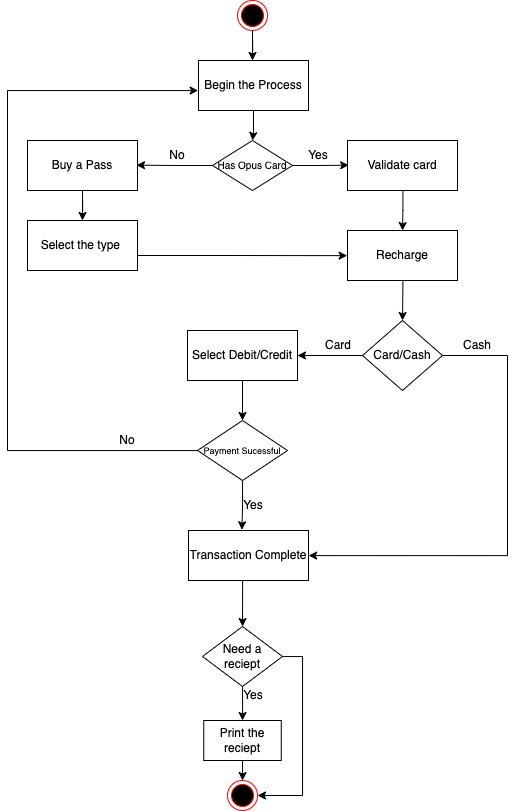 Begin the Process
No
Has Opus Card
Yes
Buy a Pass
Validate card
Select the type
Recharge
Select Debit/Credit
Card
Card/Cash
Cash
No
Payment Sucessful
Yes
Transaction Complete
Need a
reciept
Yes
Print the
reciept